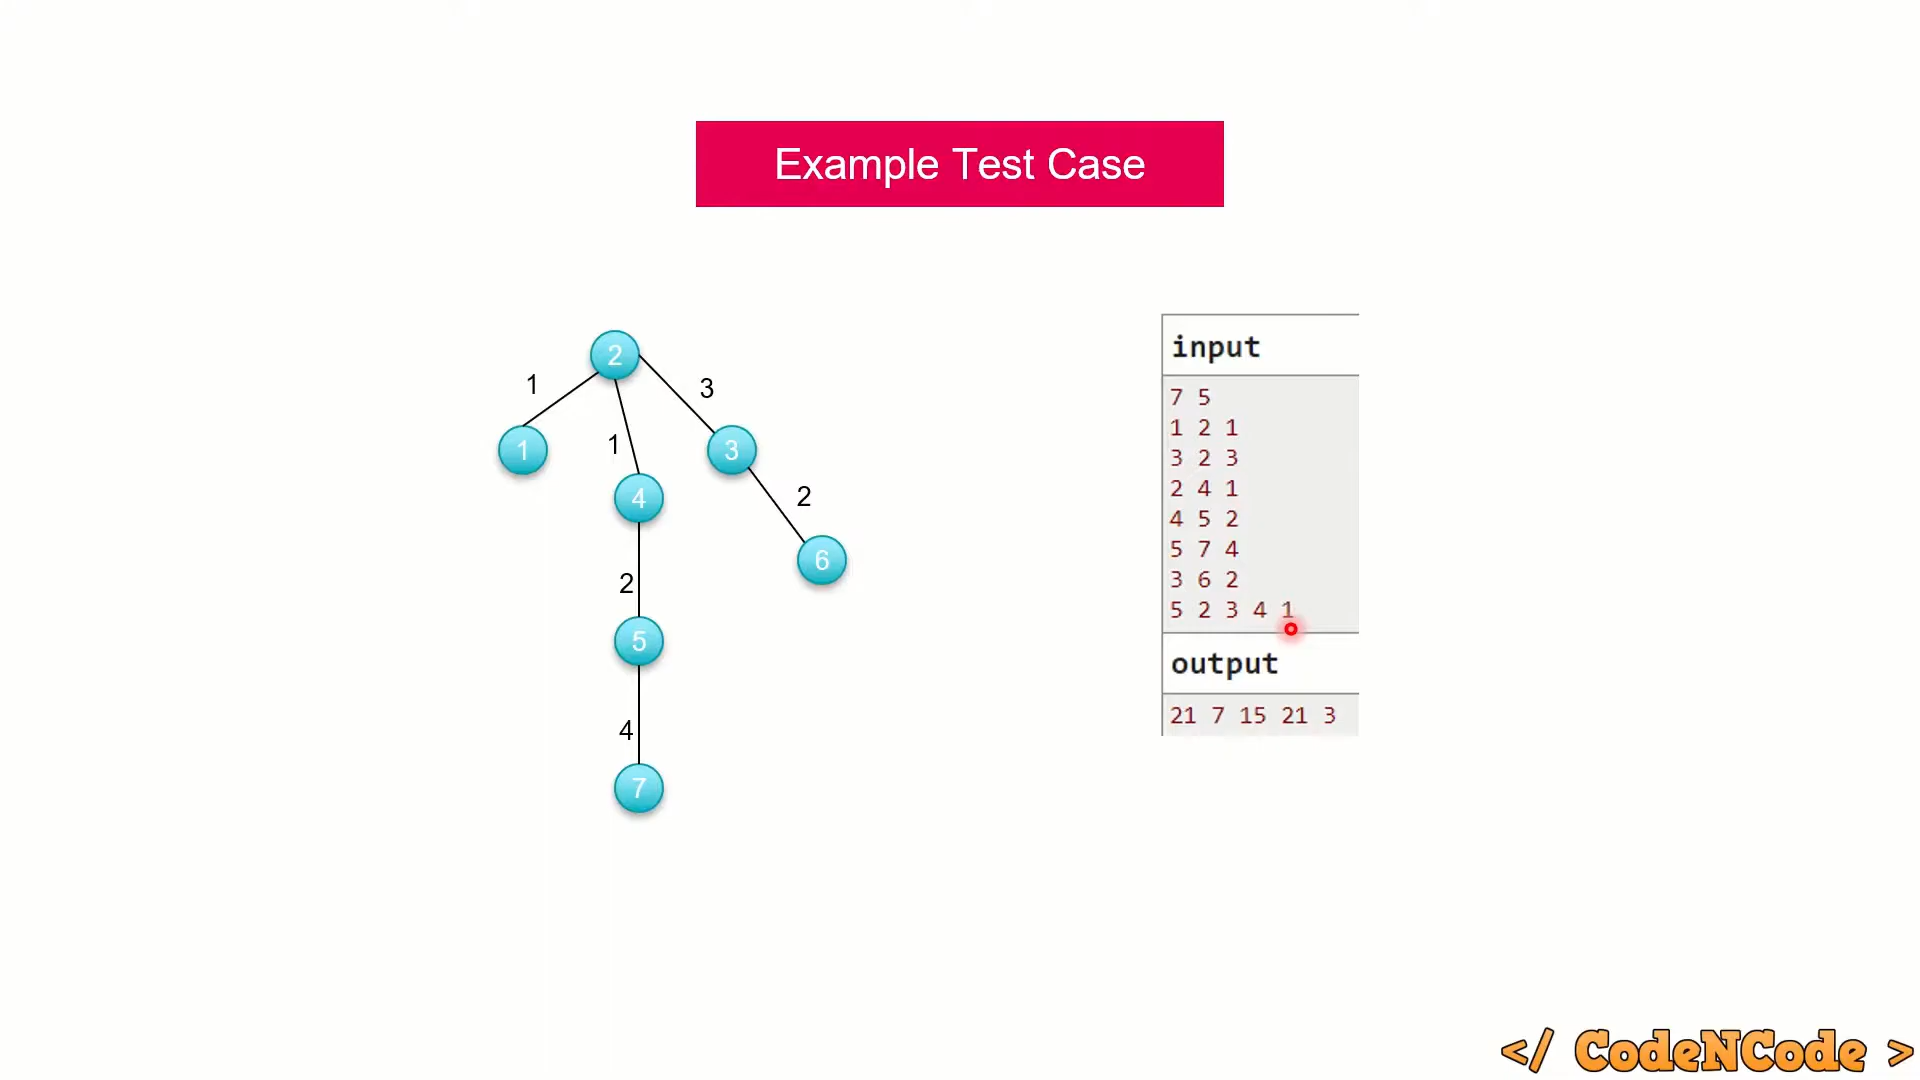 Example Test Case
2
1
3
1
1
3
4
2
6
2
5
4
7
input
7 5
1 2 1
3 2 3
2 4 1
4 5 2
5 7 4
3 6 2
5 2 3 4 1
output
21 7 15 21 3
</ CodeNCode >